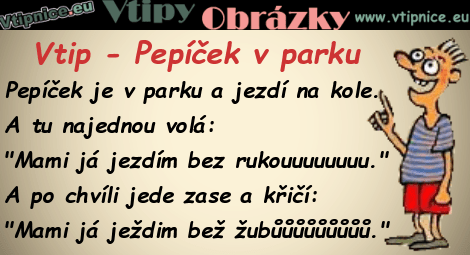 Vtipnice.eu Vtipy Obrázky www.vtipnice.eu
Vtip - Pepíček v parku
Pepíček je v parku a jezdí na kole.
A tu najednou volá:
"Mami já jezdím bez rukouuuuuuuu."
A po chvíli jede zase a křičí:
"Mami já ježdim bež žubůůůůůůůůů."